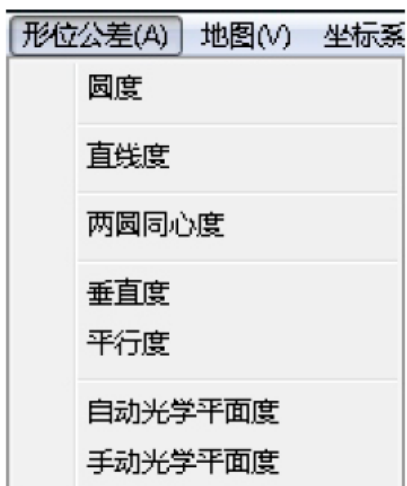 形位公差(A) 地图(V) 坐标系
圆度
直线度
两圆同心度
垂直度
平行度
自动光学平面度
手动光学平面度